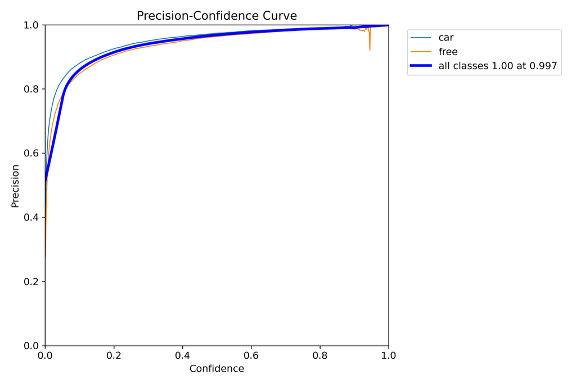 Precision-Confidence Curve
1.0
0.8
0.6
0.4
0.2
0.0
Precision
0.0 0.2 0.4 0.6 0.8 1.0
Confidence
car
free
all classes 1.00 at 0.997